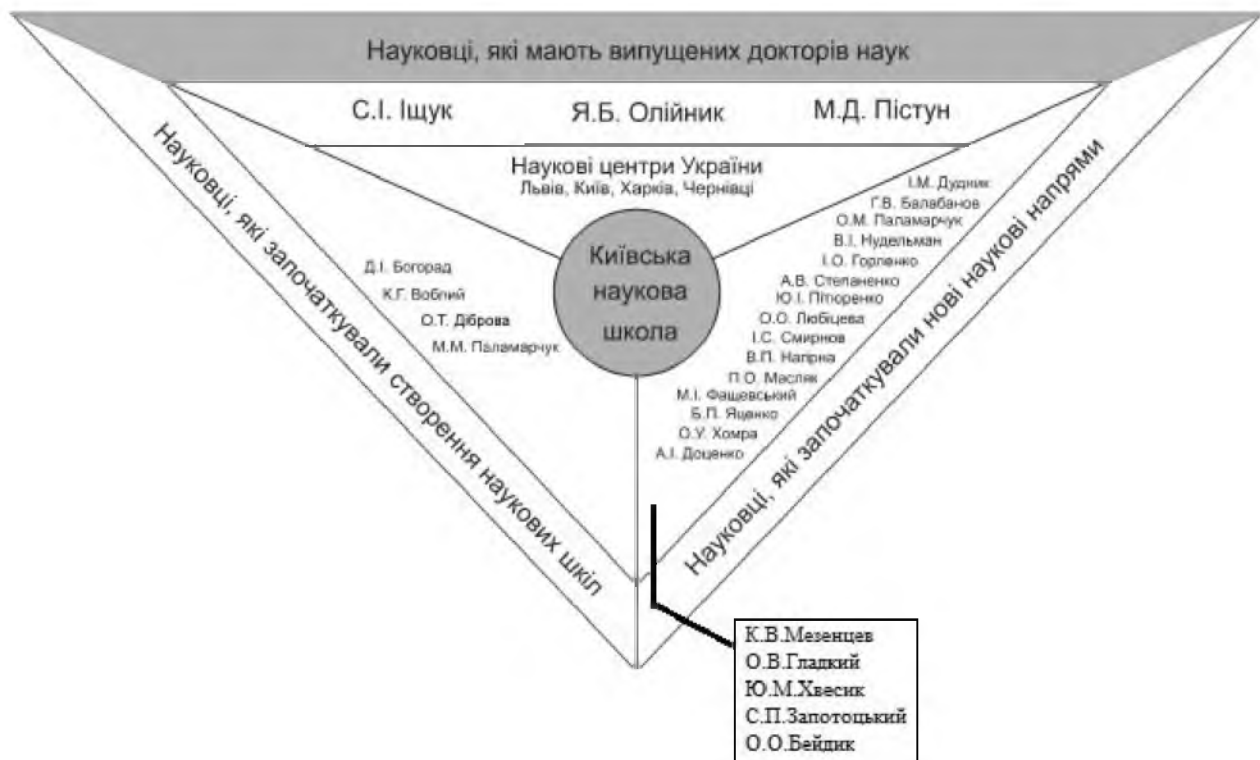 Науковці, які мають випущених докторів наук
С.І. Іщук
Я.Б. Олійник
М.Д. Пістун
Наукові центри України
Львів, Київ, Харків, Чернівці
Київська
наукова
школа
Науковці, які започаткували створення наукових шкіл
Д.І. Богорад
К.Г. Воблий
О.Т. Діброва
М.М. Паламарчук
Науковці, які започаткували нові наукові напрями
І.М. Дудник
Г.В. Балабанов
О.М. Паламарчук
В.І. Нудельман
І.О. Горленко
А.В. Степаненко
Ю.І. Пітюренко
О.О. Любіцева
І.С. Смирнов
В.П. Нагірна
П.О. Масляк
М.І. Фащевський
Б.П. Яценко
О.У. Хомра
А.І. Доценко
К.В.Мезенцев
О.В.Гладкий
Ю.М.Хвесик
С.П.Запотоцький
О.О.Бейдик